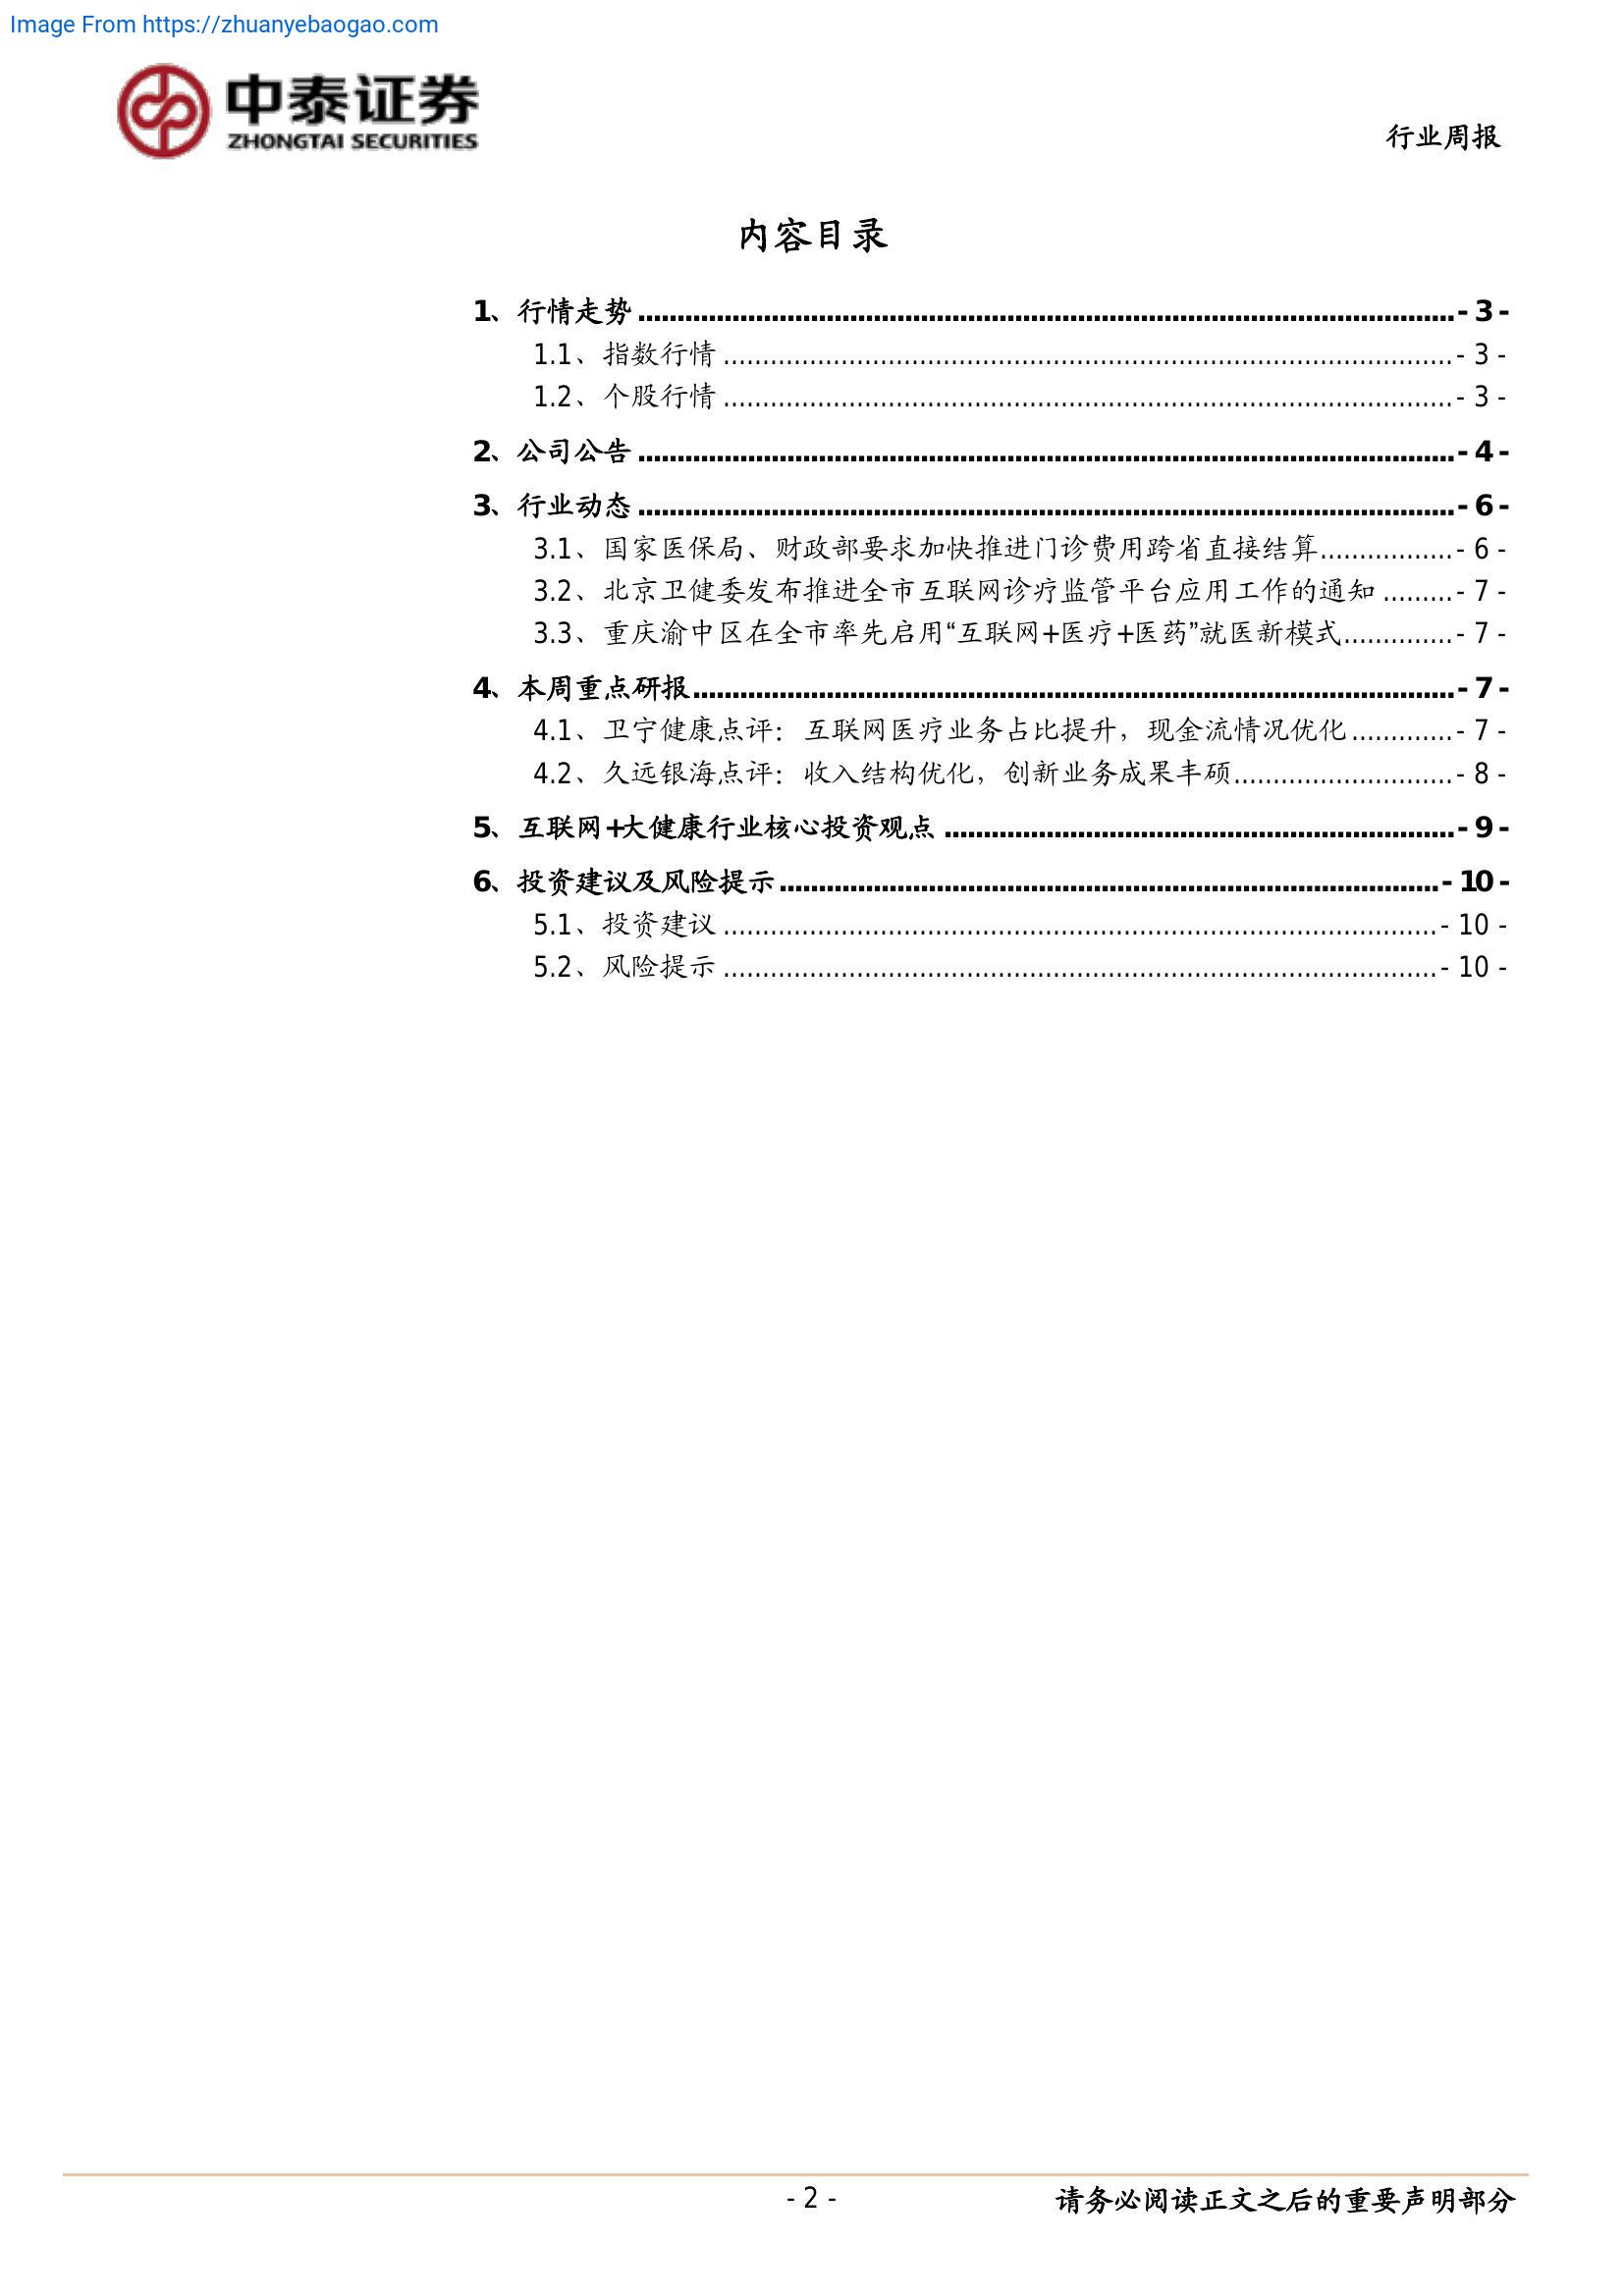 Image From https://zhuanyebaogao.com
中泰证券
ZHONGTAI SECURITIES
行业周报
内容目录
1、行情走势 ........................................ - 3 -
1.1、指数行情 ........................................ - 3 -
1.2、个股行情 ........................................ - 3 -
2、公司公告 ........................................ - 4 -
3、行业动态 ........................................ - 6 -
3.1、国家医保局、财政部要求加快推进门诊费用跨省直接结算................. - 6 -
3.2、北京卫健委发布推进全市互联网诊疗监管平台应用工作的通知 ......... - 7 -
3.3、重庆渝中区在全市率先启用“互联网+医疗+医药”就医新模式.............. - 7 -
4、本周重点研报........................................ - 7 -
4.1、卫宁健康点评：互联网医疗业务占比提升，现金流情况优化............. - 7 -
4.2、久远银海点评：收入结构优化，创新业务成果丰硕............................ - 8 -
5、互联网+大健康行业核心投资观点 ........................................ - 9 -
6、投资建议及风险提示........................................ - 10 -
5.1、投资建议 ........................................ - 10 -
5.2、风险提示 ........................................ - 10 -
- 2 -
请务必阅读正文之后的重要声明部分